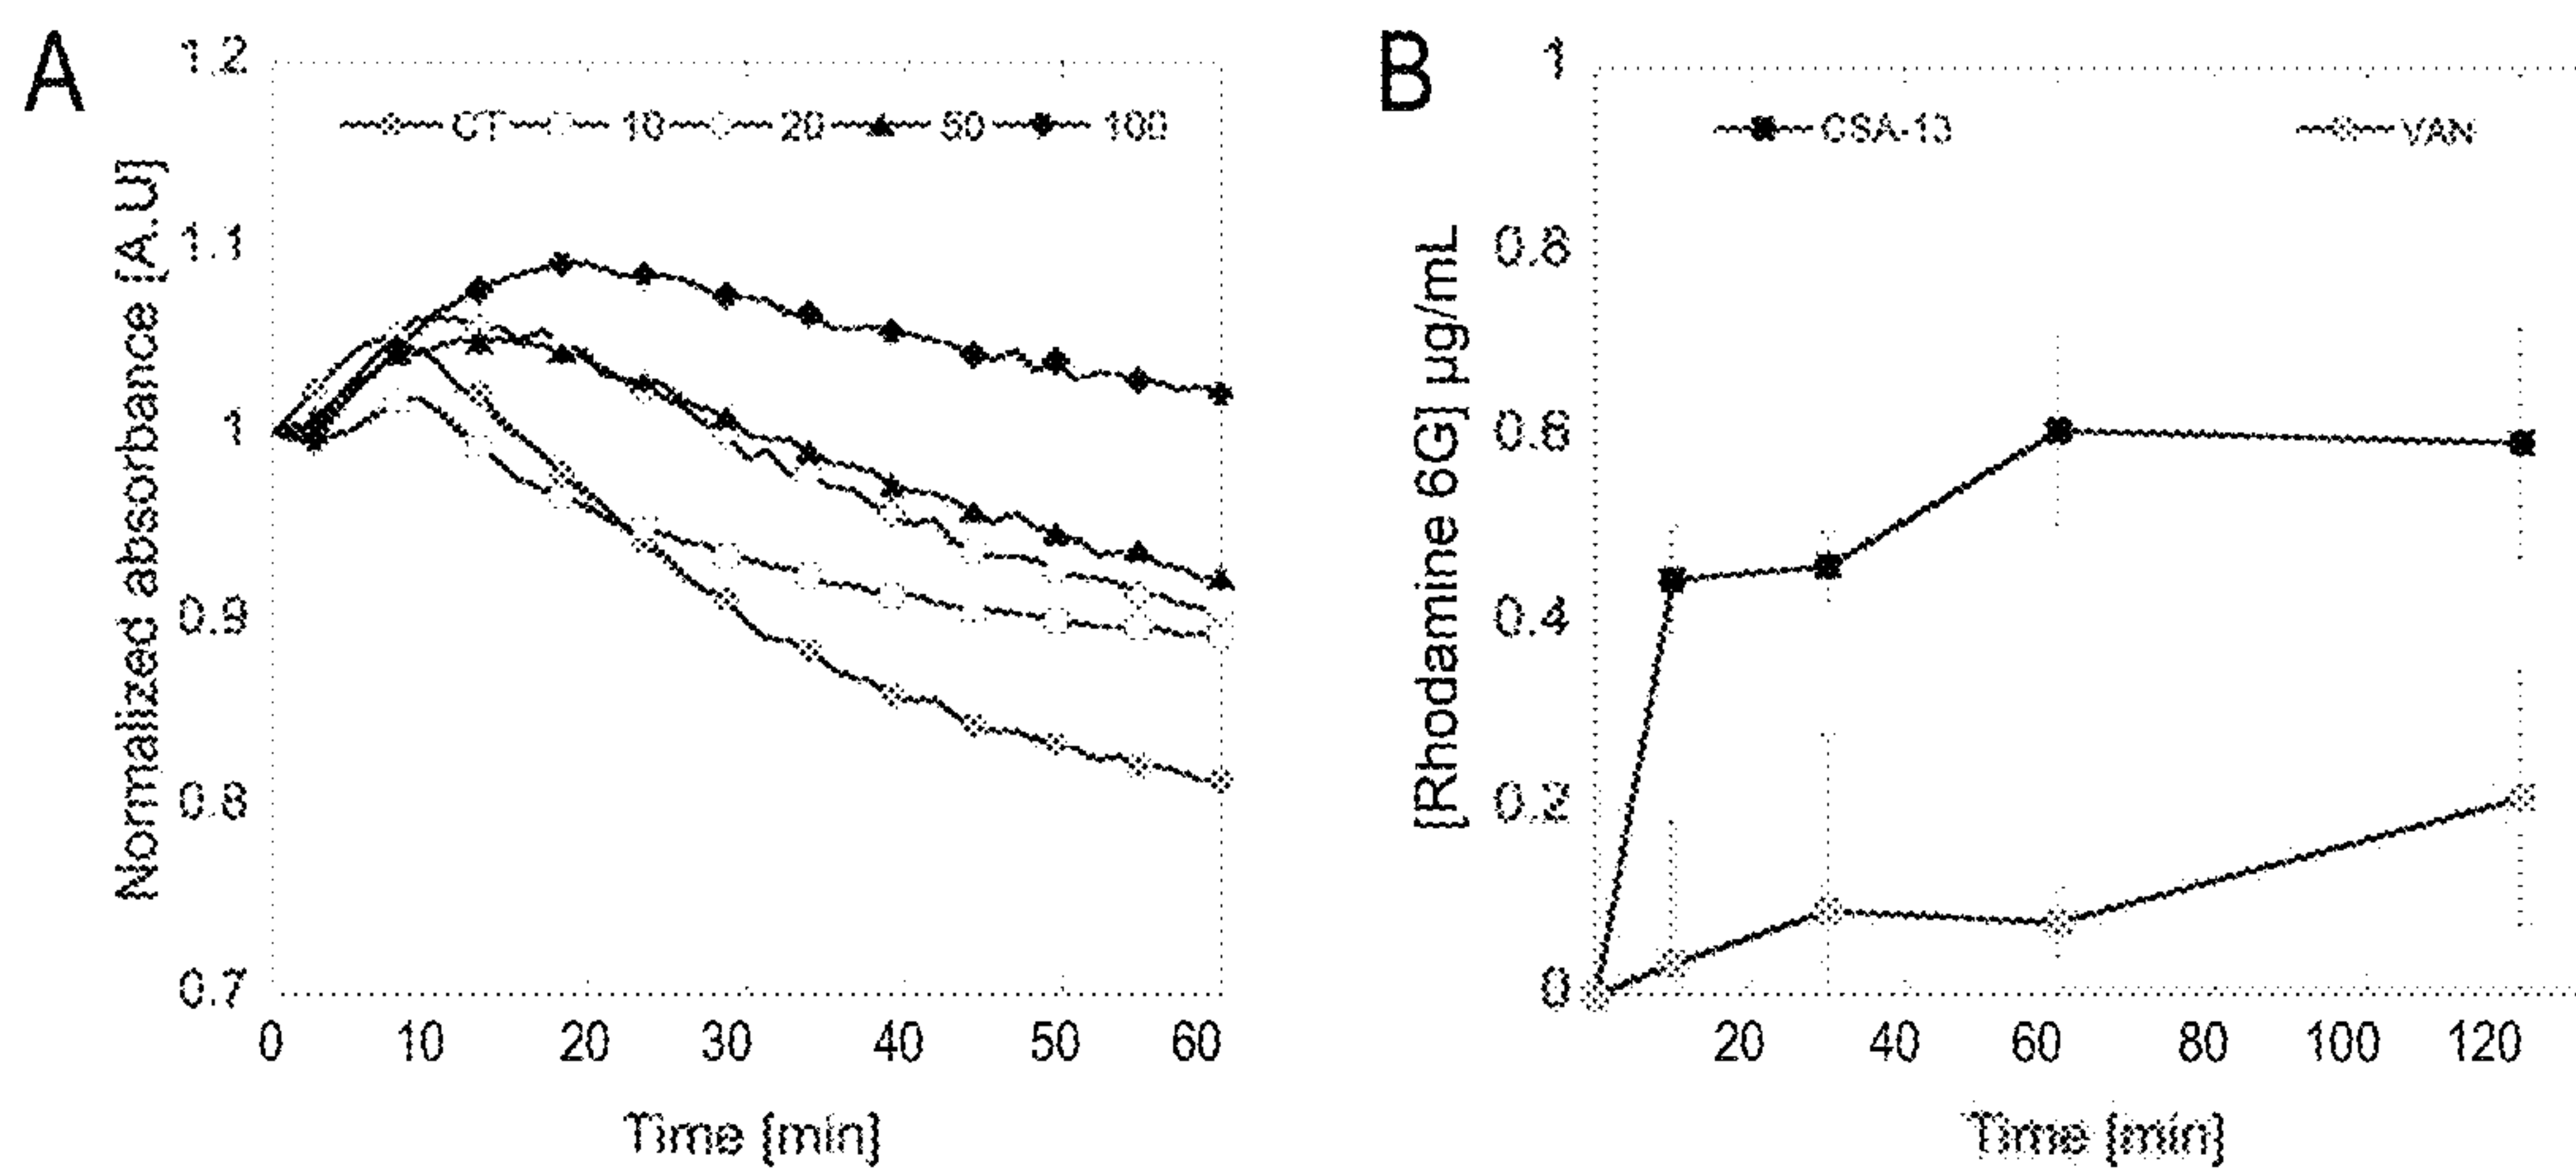 A
1.2
CT 10 20 50 100
1.1
1
0.9
0.8
0.7
Normalized absorbance [A.U]
0 10 20 30 40 50 60
Time [min]
B
1
CSA-13 VAN
0.8
0.6
0.4
0.2
0
[Rhodamine 6G] µg/mL
20 40 60 80 100 120
Time [min]